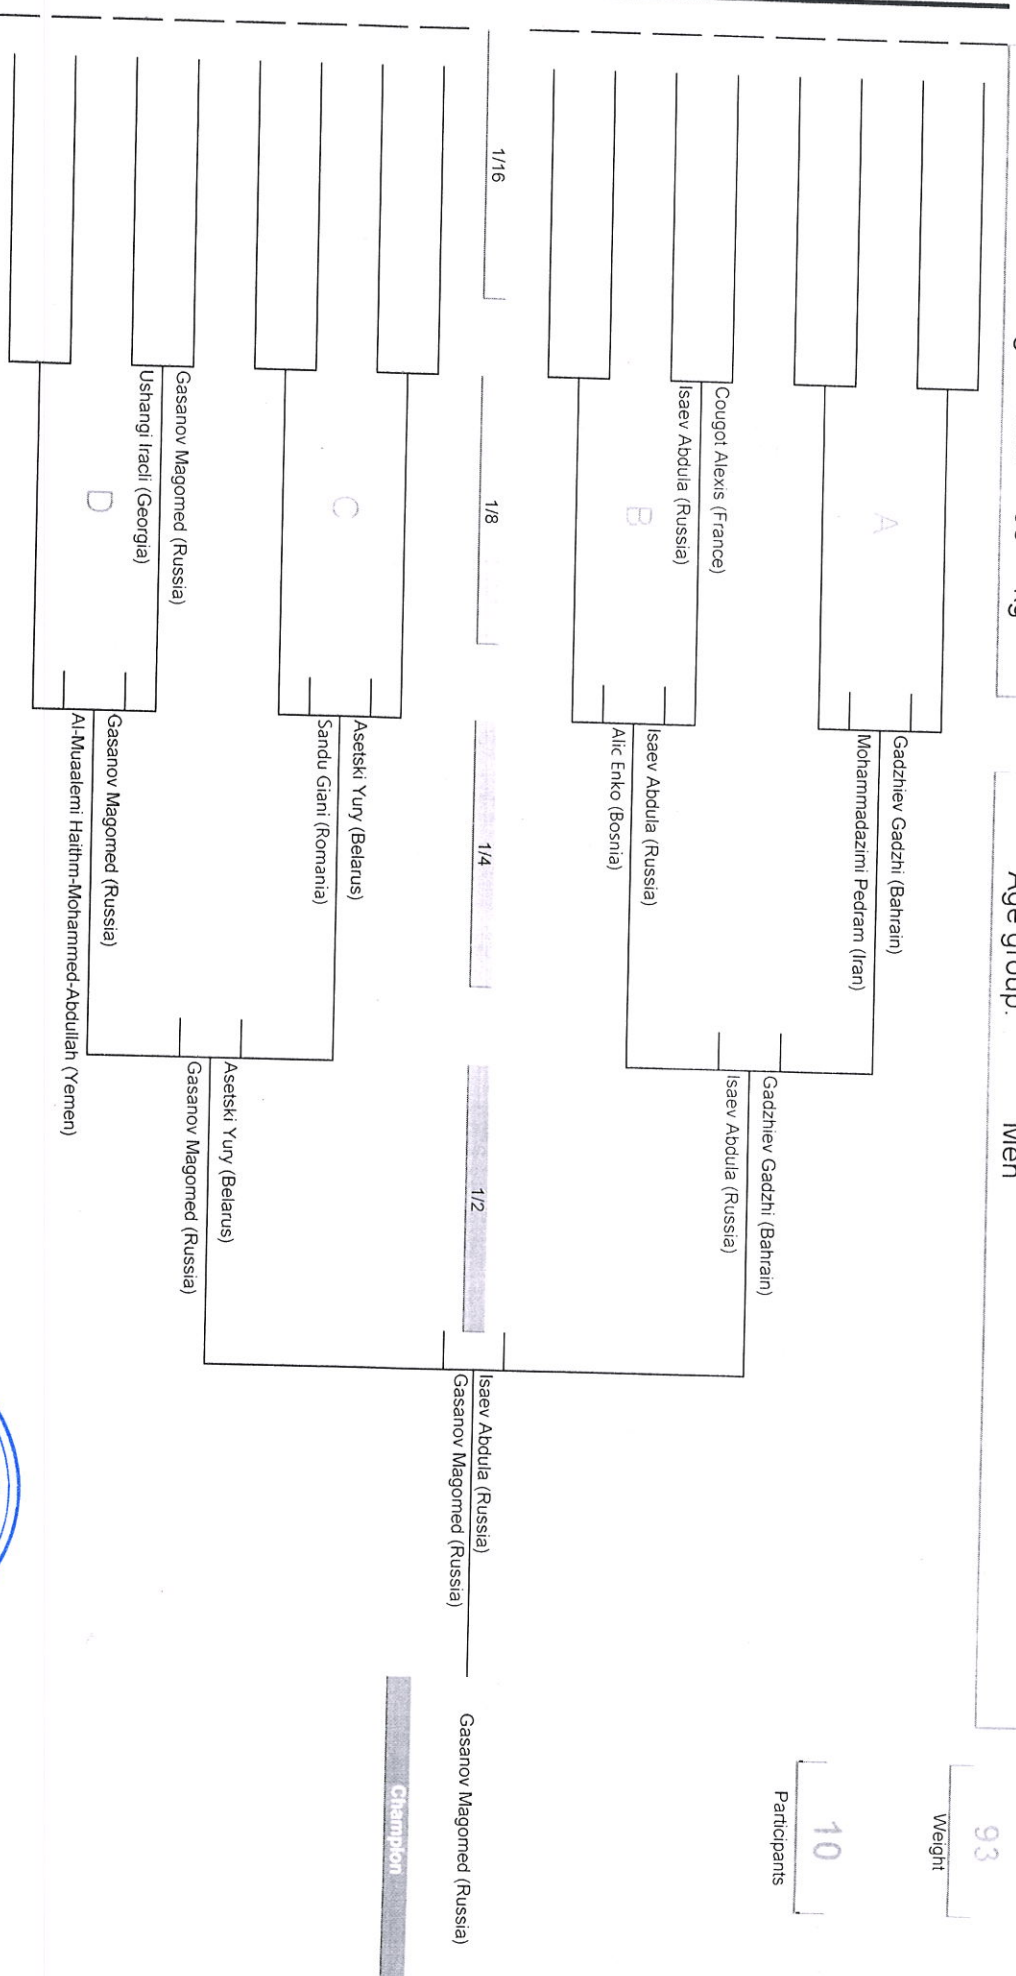 Age group:
Men
93
Weight
10
Participants
1/16
1/8
1/4
1/2
A
Cougot Alexis (France)
Isaev Abdula (Russia)
B
C
Gasanov Magomed (Russia)
Ushangi Iracli (Georgia)
D
Gadzhiev Gadzhi (Bahrain)
Mohammadazimi Pedram (Iran)
Isaev Abdula (Russia)
Alic Enko (Bosnia)
Asetski Yury (Belarus)
Sandu Giani (Romania)
Gasanov Magomed (Russia)
Al-Muaalemi Haithm-Mohammed-Abdullah (Yemen)
Gadzhiev Gadzhi (Bahrain)
Isaev Abdula (Russia)
Asetski Yury (Belarus)
Gasanov Magomed (Russia)
Isaev Abdula (Russia)
Gasanov Magomed (Russia)
Gasanov Magomed (Russia)
Champion